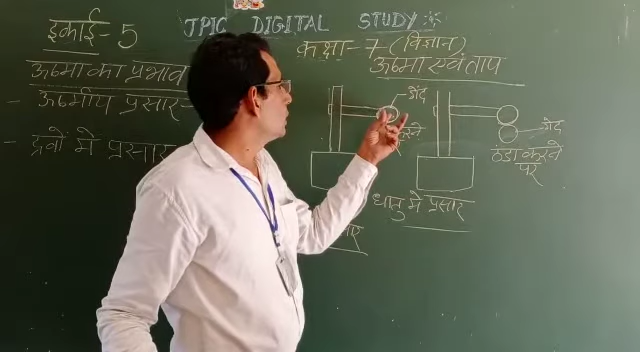 JPIC DIGITAL STUDY
इकाई - 5
कक्षा - 7 (विज्ञान)
ऊष्मा का प्रभाव
ऊष्मा एवं ताप
- ऊष्मीय प्रसार -
गेंद
- द्रवों में प्रसार
गेंद
ठंडा करने
पर
धातु में प्रसार